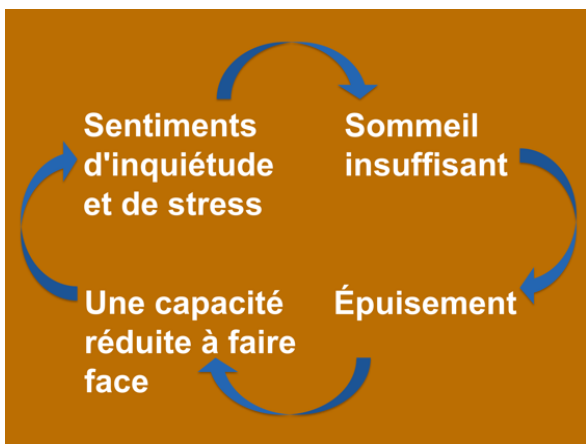 Sentiments
d'inquiétude
et de stress
Sommeil
insuffisant
Une capacité
réduite à faire
face
Épuisement